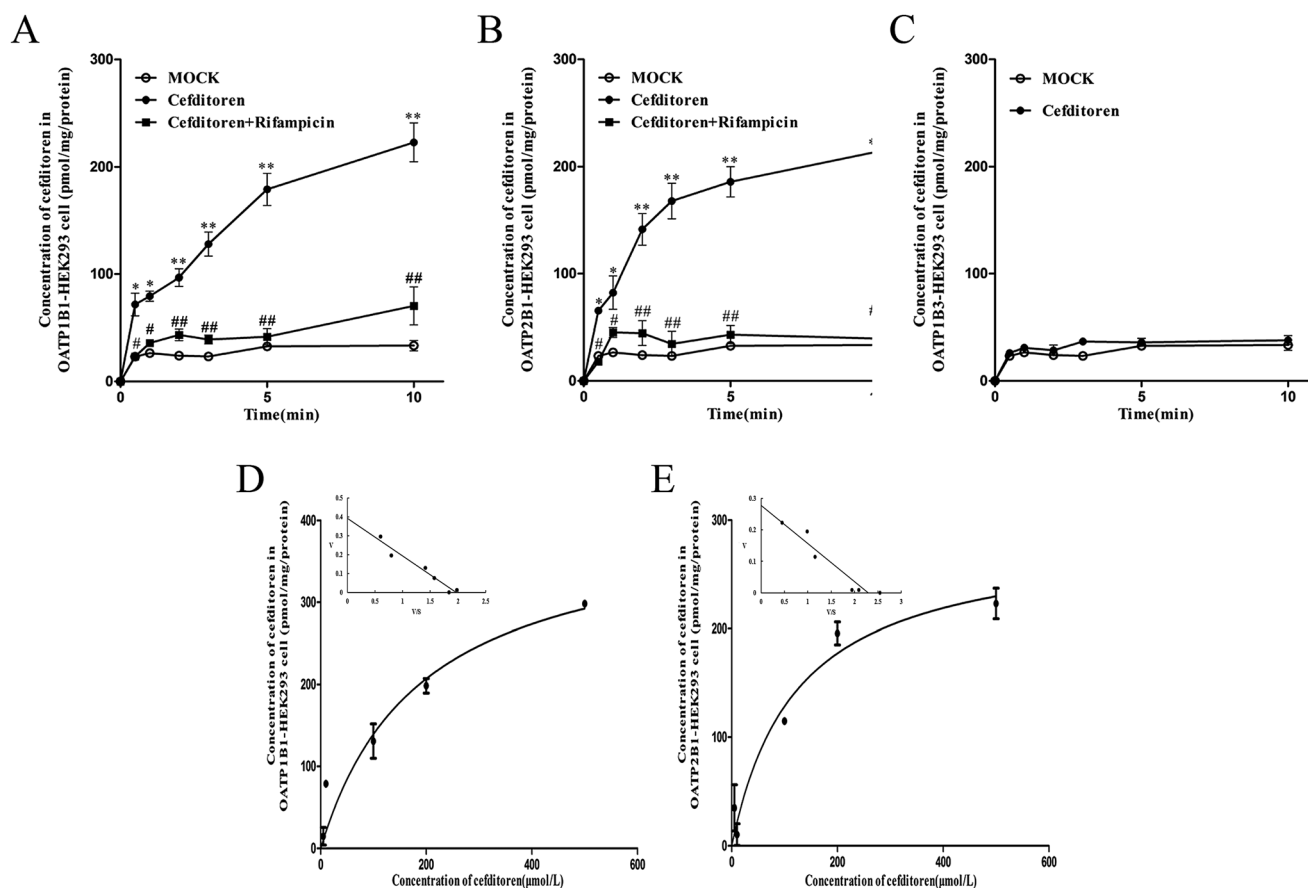 A
Concentration of cefditoren in
OATP1B1-HEK293 cell (pmol/mg/protein)
300
200
100
0
MOCK
Cefditoren
Cefditoren+Rifampicin
* * ** ** ** **
# # ## ## ## ##
0 5 10
Time(min)
B
Concentration of cefditoren in
OATP2B1-HEK293 cell (pmol/mg/protein)
300
200
100
0
MOCK
Cefditoren
Cefditoren+Rifampicin
* * ** ** **
# # ## ## ##
0 5
Time(min)
C
Concentration of cefditoren in
OATP1B3-HEK293 cell (pmol/mg/protein)
300
200
100
0
MOCK
Cefditoren
0 5 10
Time(min)
D
Concentration of cefditoren in
OATP1B1-HEK293 cell (pmol/mg/protein)
400
300
200
100
0
0.5
0.4
0.3
0.2
0.1
0
V
0 0.5 1 1.5 2 2.5
V/S
0 200 400 600
Concentration of cefditoren(μmol/L)
E
Concentration of cefditoren in
OATP2B1-HEK293 cell (pmol/mg/protein)
300
200
100
0
0.3
0.2
0.1
0
V
0 0.5 1 1.5 2 2.5 3
V/S
0 200 400 600
Concentration of cefditoren(μmol/L)